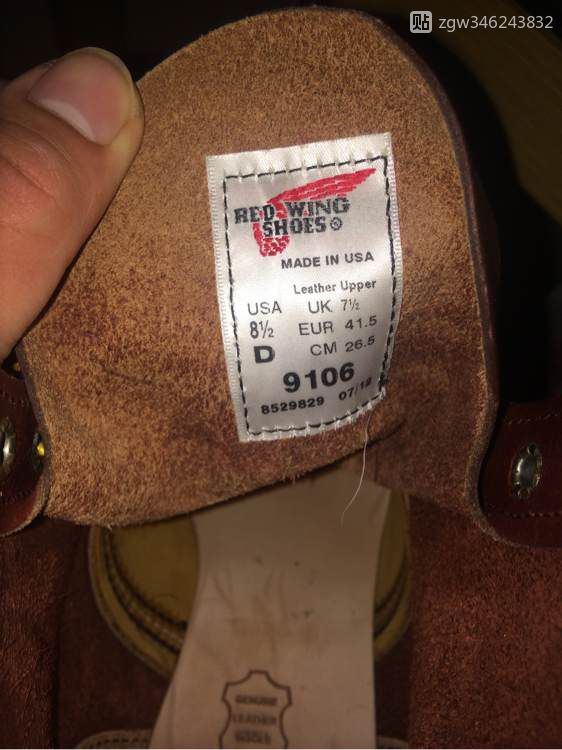 贴 zgw346243832
RED WING
SHOES®
MADE IN USA
Leather Upper
USA UK 7½
8½ EUR 41.5
D CM 26.5
9106
8529829 07/12
GENUINE
LEATHER